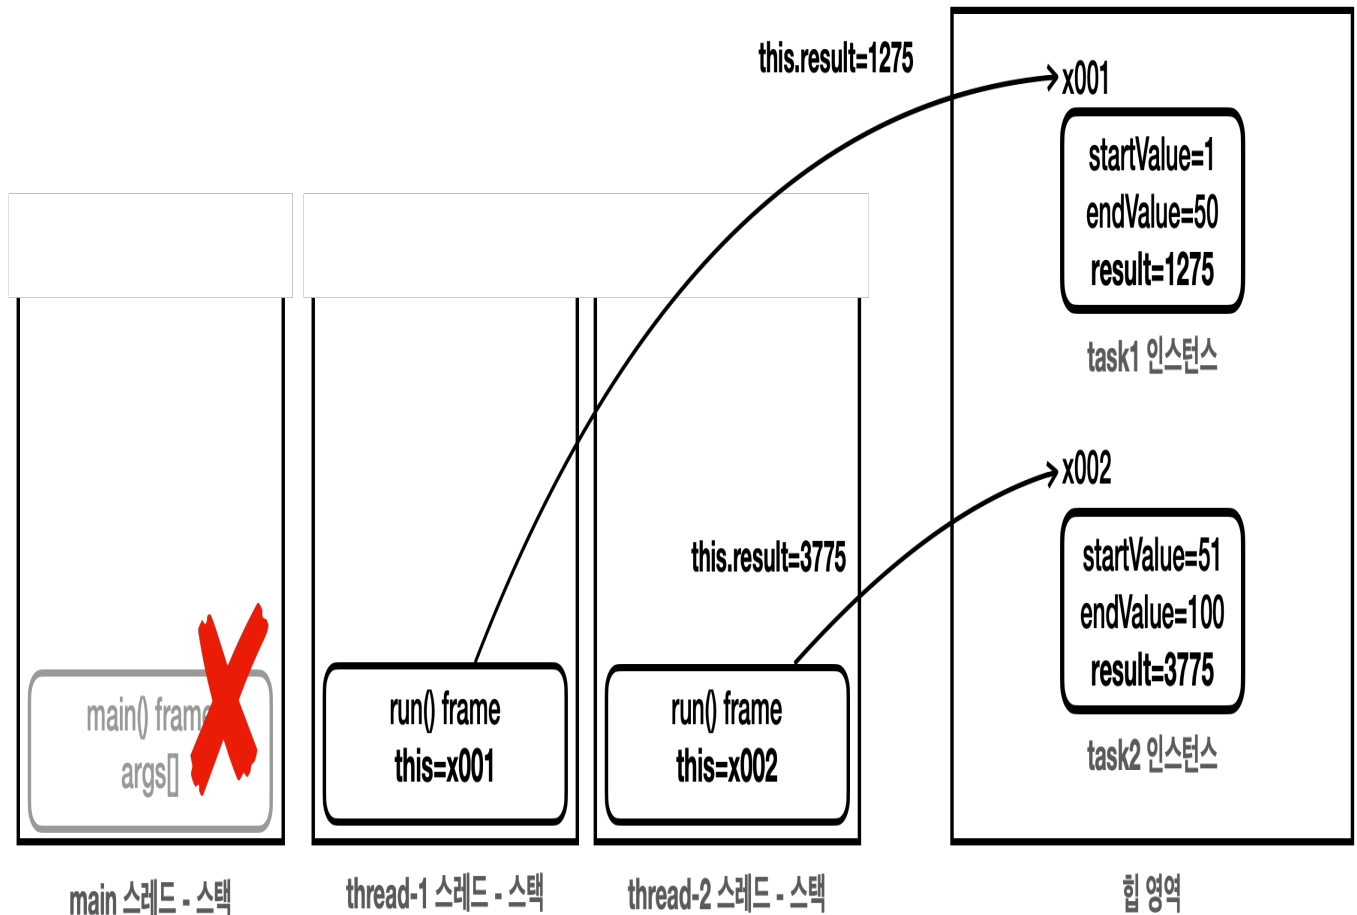 this.result=1275
x001
startValue=1
endValue=50
result=1275
task1 인스턴스
x002
this.result=3775
startValue=51
endValue=100
result=3775
task2 인스턴스
main() frame
args[]
run() frame
this=x001
run() frame
this=x002
main 스레드 - 스택
thread-1 스레드 - 스택
thread-2 스레드 - 스택
힙 영역